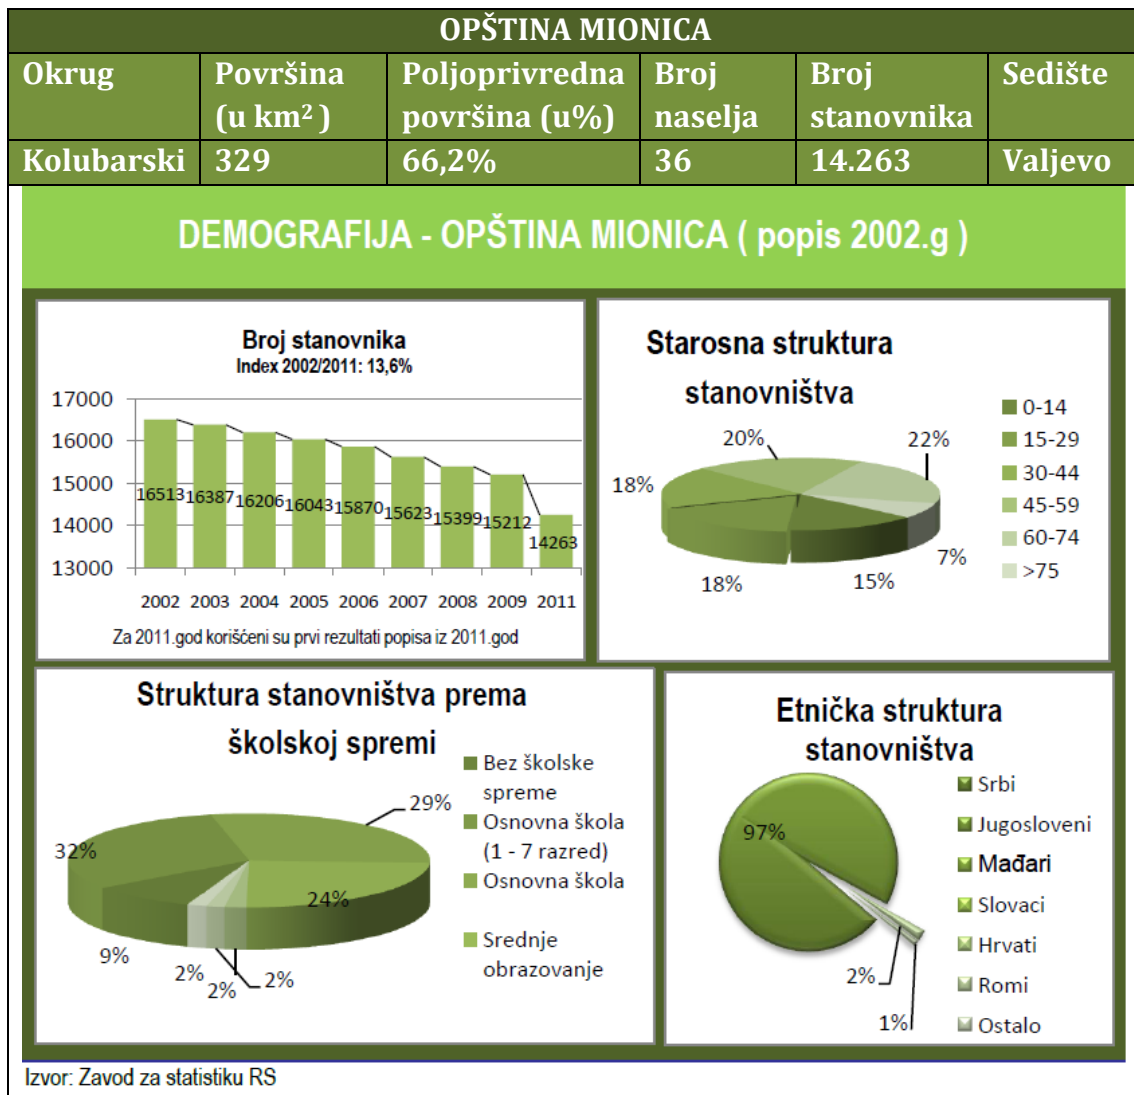 OPŠTINA MIONICA
Okrug
Površina
(u km² )
Poljoprivredna
površina (u%)
Broj
naselja
Broj
stanovnika
Sedište
Kolubarski
329
66,2%
36
14.263
Valjevo
DEMOGRAFIJA - OPŠTINA MIONICA ( popis 2002.g )
Broj stanovnika
Index 2002/2011: 13,6%
17000
16000
15000
14000
13000
16513
16387
16206
16043
15870
15623
15399
15212
14263
2002 2003 2004 2005 2006 2007 2008 2009 2011
Za 2011.god korišćeni su prvi rezultati popisa iz 2011.god
Starosna struktura
stanovništva
20%
22%
18%
7%
18%
15%
0-14
15-29
30-44
45-59
60-74
>75
Struktura stanovništva prema
školskoj spremi
29%
32%
24%
9%
2%
2%
2%
Bez školske
spreme
Osnovna škola
(1 - 7 razred)
Osnovna škola
Srednje
obrazovanje
Etnička struktura
stanovništva
97%
2%
1%
Srbi
Jugosloveni
Mađari
Slovaci
Hrvati
Romi
Ostalo
Izvor: Zavod za statistiku RS